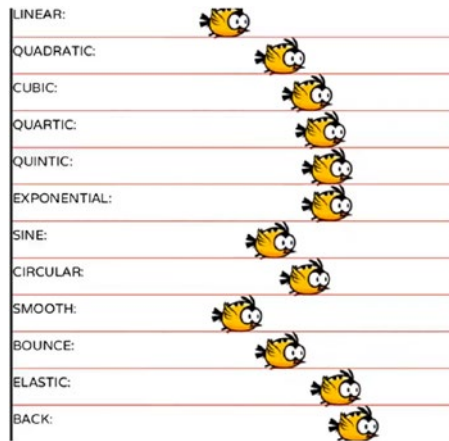 LINEAR:
QUADRATIC:
CUBIC:
QUARTIC:
QUINTIC:
EXPONENTIAL:
SINE:
CIRCULAR:
SMOOTH:
BOUNCE:
ELASTIC:
BACK: